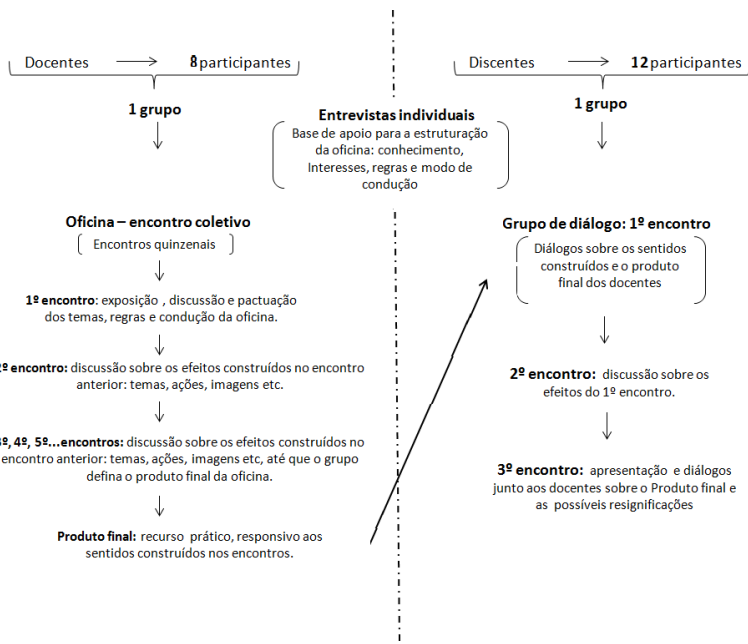 Docentes
8 participantes
1 grupo
Discentes
12 participantes
1 grupo
Entrevistas individuais
Base de apoio para a estruturação
da oficina: conhecimento,
Interesses, regras e modo de
condução
Oficina – encontro coletivo
Encontros quinzenais
1º encontro: exposição , discussão e pactuação
dos temas, regras e condução da oficina.
2º encontro: discussão sobre os efeitos construídos no encontro
anterior: temas, ações, imagens etc.
3º, 4º, 5º...encontros: discussão sobre os efeitos construídos no
encontro anterior: temas, ações, imagens etc, até que o grupo
defina o produto final da oficina.
Produto final: recurso prático, responsivo aos
sentidos construídos nos encontros.
Grupo de diálogo: 1º encontro
Diálogos sobre os sentidos
construídos e o produto
final dos docentes
2º encontro: discussão sobre os
efeitos do 1º encontro.
3º encontro: apresentação e diálogos
junto aos docentes sobre o Produto final e
as possíveis resignificações